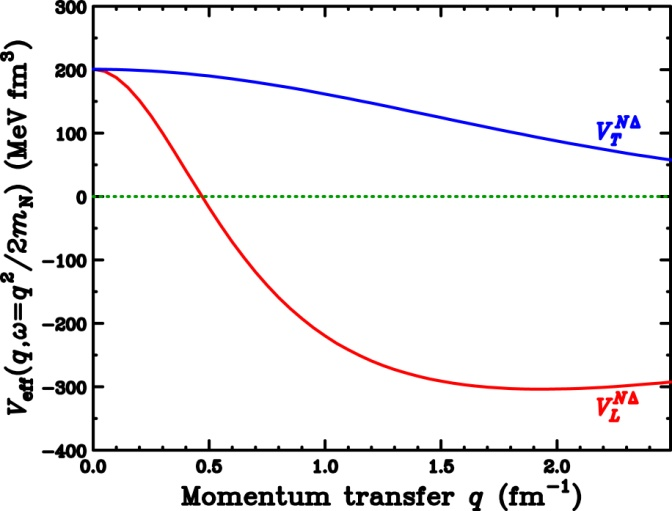 300
200
100
0
-100
-200
-300
-400
0.0 0.5 1.0 1.5 2.0
V_eff(q,ω=q²/2m_N) (MeV fm³)
V_T^{NΔ}
V_L^{NΔ}
Momentum transfer q (fm⁻¹)